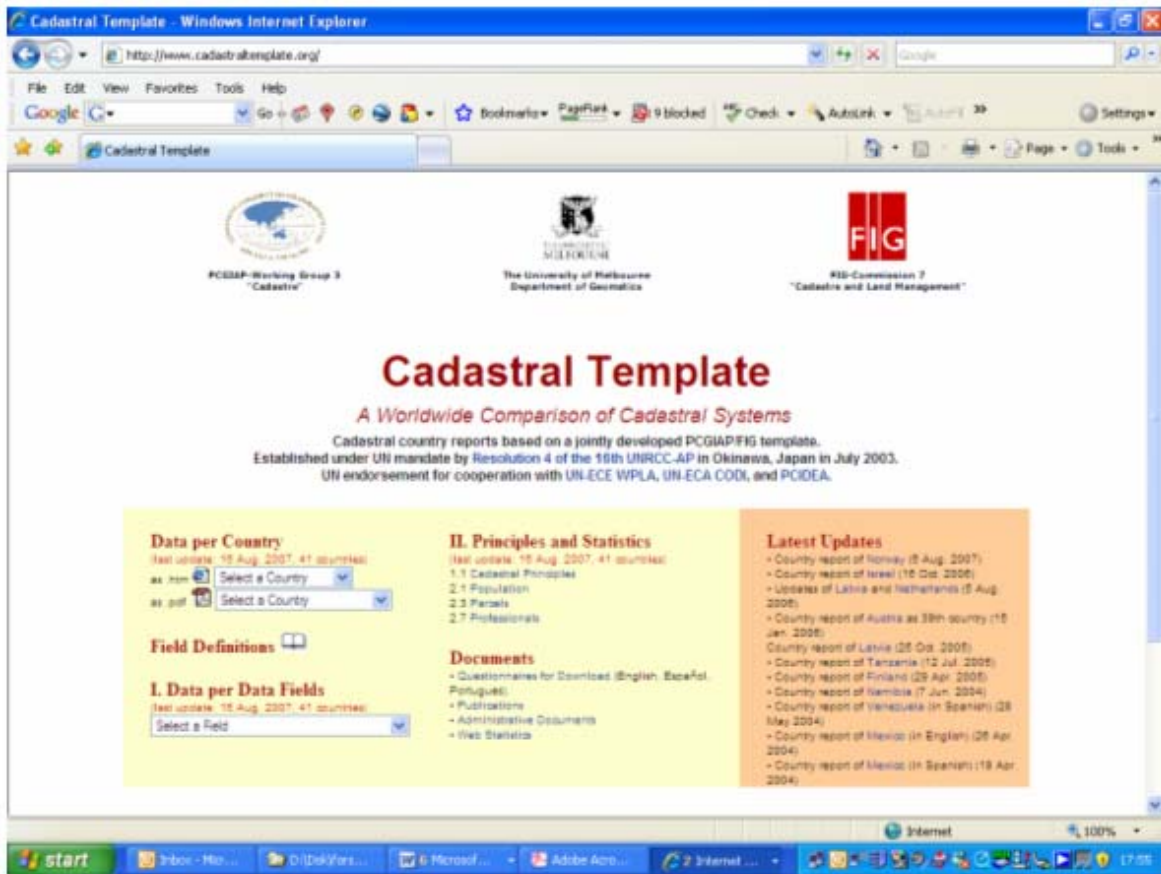 Cadastral Template - Windows Internet Explorer
http://www.cadastraltemplate.org/
Google
File Edit View Favorites Tools Help
Google Go Bookmarks PageRank 9 blocked Check AutoLink Settings
Cadastral Template
Page Tools
PCGIAP-Working Group 3
"Cadastre"
MELBOURNE
The University of Melbourne
Department of Geomatics
FIG
FIG-Commission 7
"Cadastre and Land Management"
Cadastral Template
A Worldwide Comparison of Cadastral Systems
Cadastral country reports based on a jointly developed PCGIAP/FIG template.
Established under UN mandate by Resolution 4 of the 16th UNRCC-AP in Okinawa, Japan in July 2003.
UN endorsement for cooperation with UN-ECE WPLA, UN-ECA CODI, and PCIDEA.
Data per Country
(last update: 15 Aug. 2007, 41 countries)
as .htm Select a Country
as .pdf Select a Country
Field Definitions
I. Data per Data Fields
(last update: 15 Aug. 2007, 41 countries)
Select a Field
II. Principles and Statistics
(last update: 15 Aug. 2007, 41 countries)
1.1 Cadastral Principles
2.1 Population
2.3 Parcels
2.7 Professionals
Documents
- Questionnaires for Download (English, Español,
Portugues)
- Publications
- Administrative Documents
- Web Statistics
Latest Updates
- Country report of Norway (6 Aug. 2007)
- Country report of Israel (16 Oct. 2006)
- Updates of Latvia and Netherlands (5 Aug.
2006)
- Country report of Austria as 39th country (15
Jan. 2006)
Country report of Latvia (26 Oct. 2005)
- Country report of Tanzania (12 Jul. 2005)
- Country report of Finland (29 Apr. 2005)
- Country report of Namibia (7 Jun. 2004)
- Country report of Venezuela (in Spanish) (28
May 2004)
- Country report of Mexico (in English) (26 Apr.
2004)
- Country report of Mexico (in Spanish) (19 Apr.
2004)
Internet 100%
start Inbox - Mic... 6 Microsof... Adobe Acro... 2 Internet ... 17:55